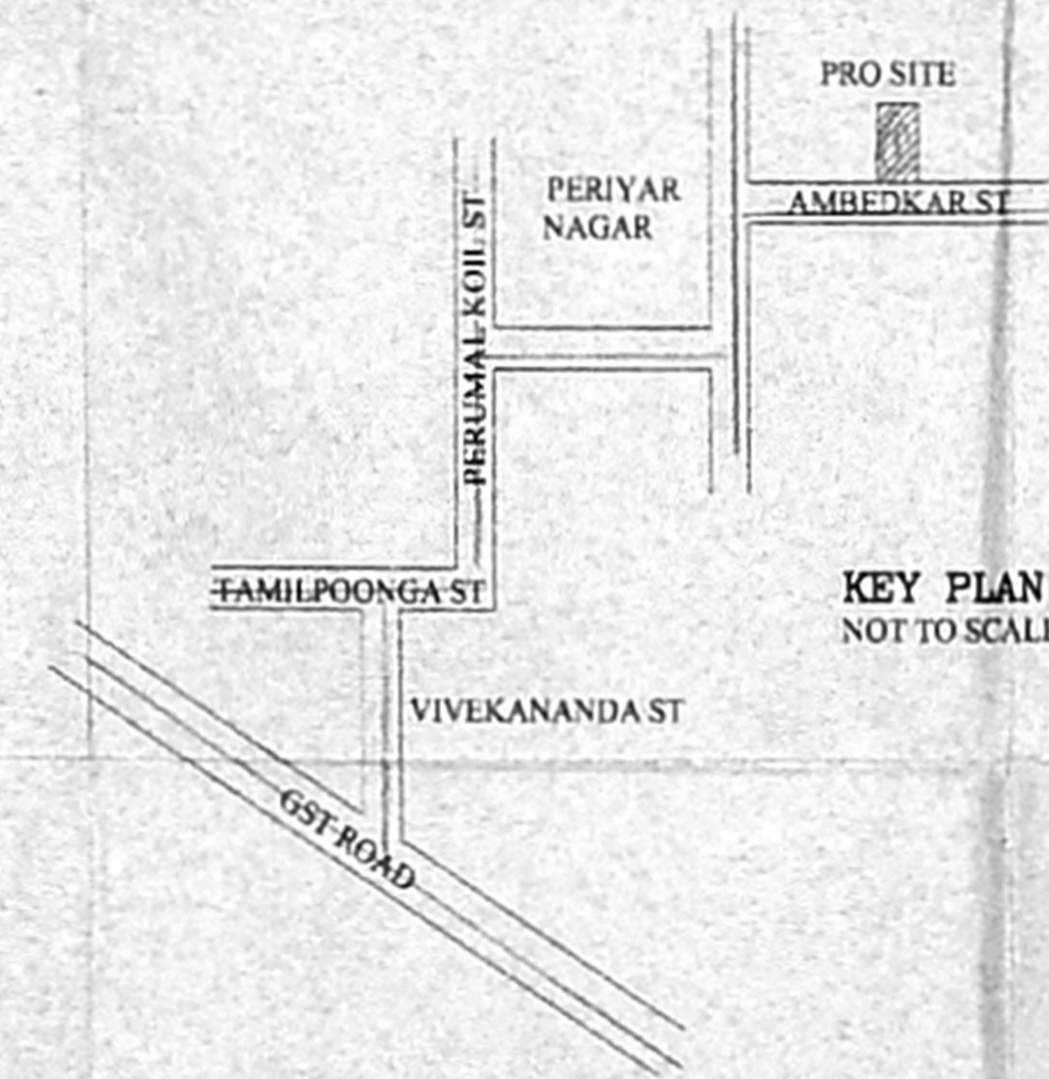 PRO SITE
PERIYAR
NAGAR
AMBEDKAR ST
PERUMAL KOIL ST
TAMILPOONGA ST
KEY PLAN
NOT TO SCALE
VIVEKANANDA ST
GST ROAD